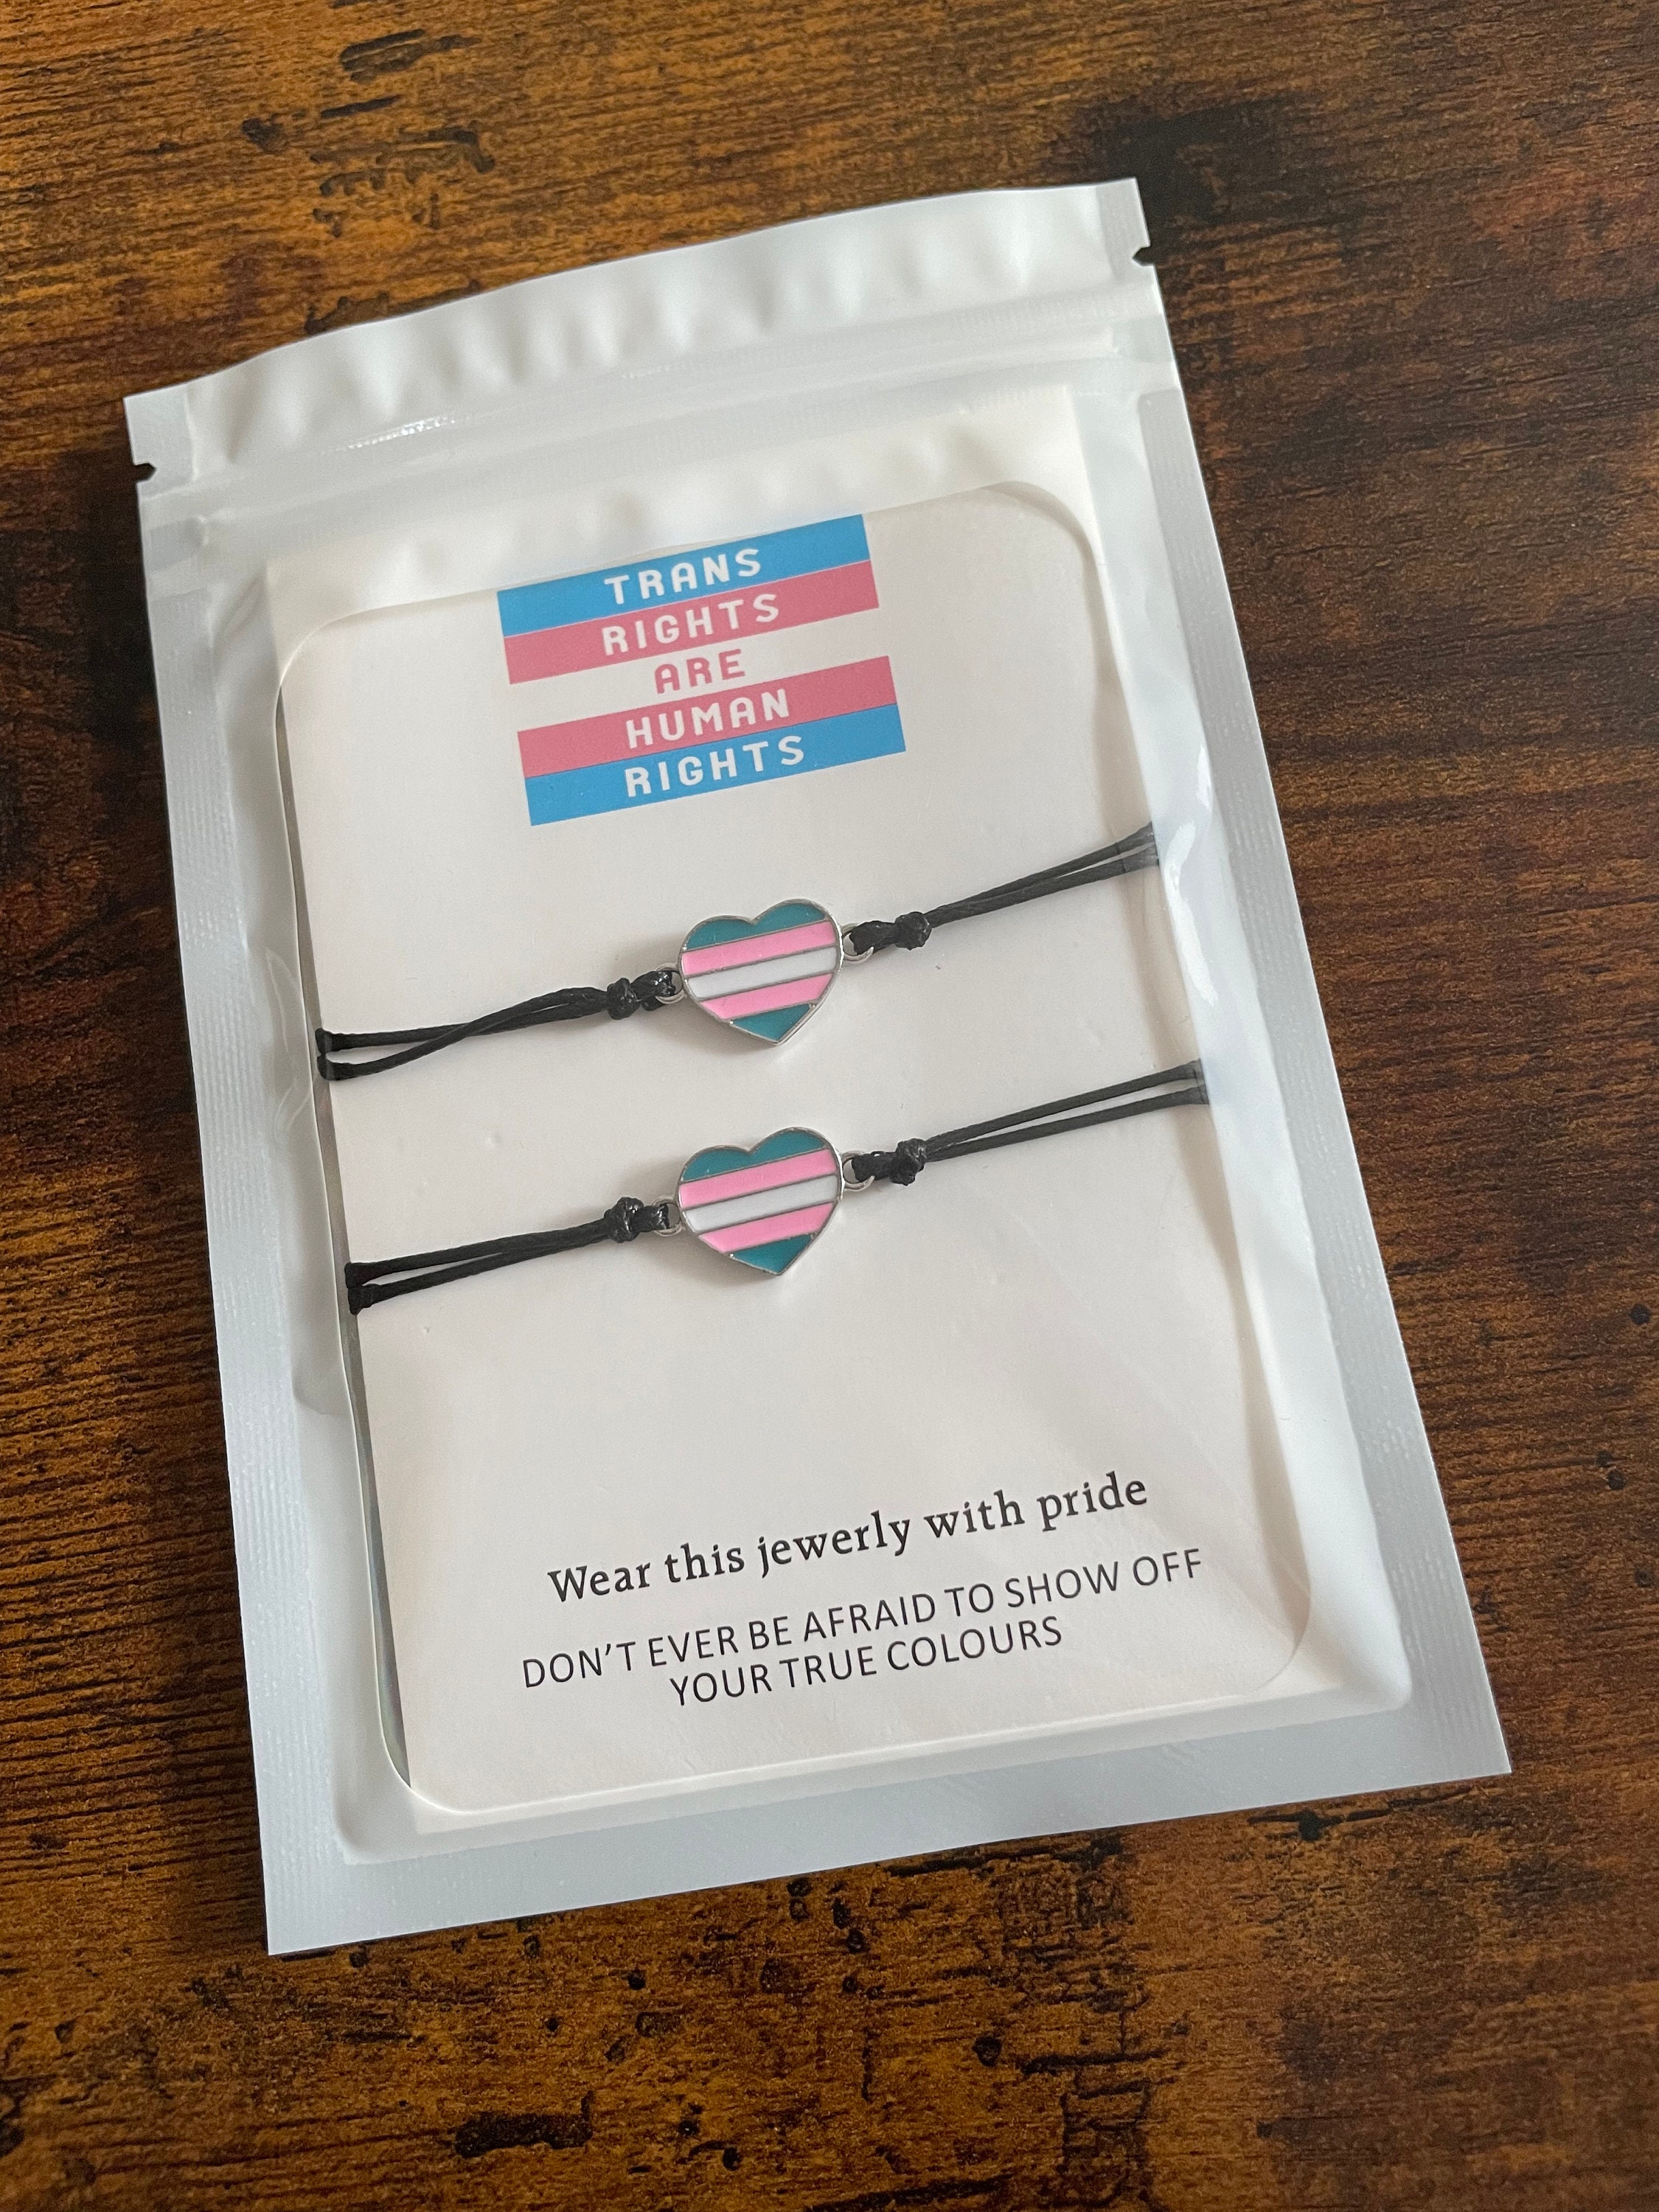 TRANS
RIGHTS
ARE
HUMAN
RIGHTS
Wear this jewerly with pride
DON'T EVER BE AFRAID TO SHOW OFF
YOUR TRUE COLOURS